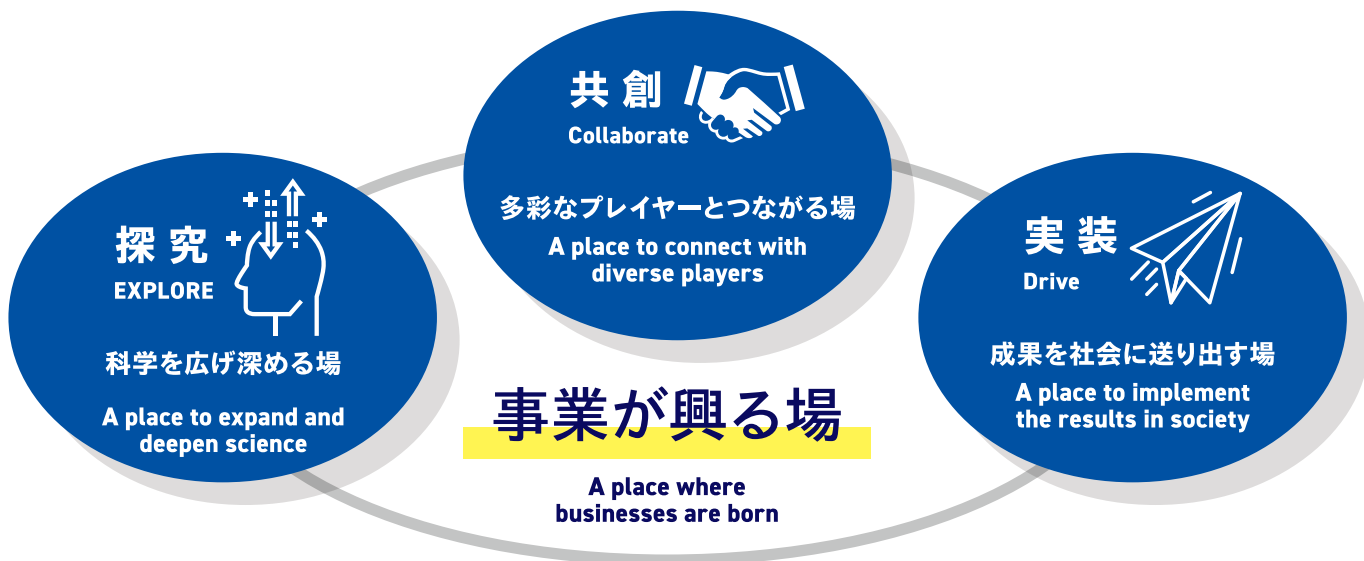 共創
Collaborate
多彩なプレイヤーとつながる場
A place to connect with
diverse players
探究
EXPLORE
科学を広げ深める場
A place to expand and
deepen science
実装
Drive
成果を社会に送り出す場
A place to implement
the results in society
事業が興る場
A place where
businesses are born